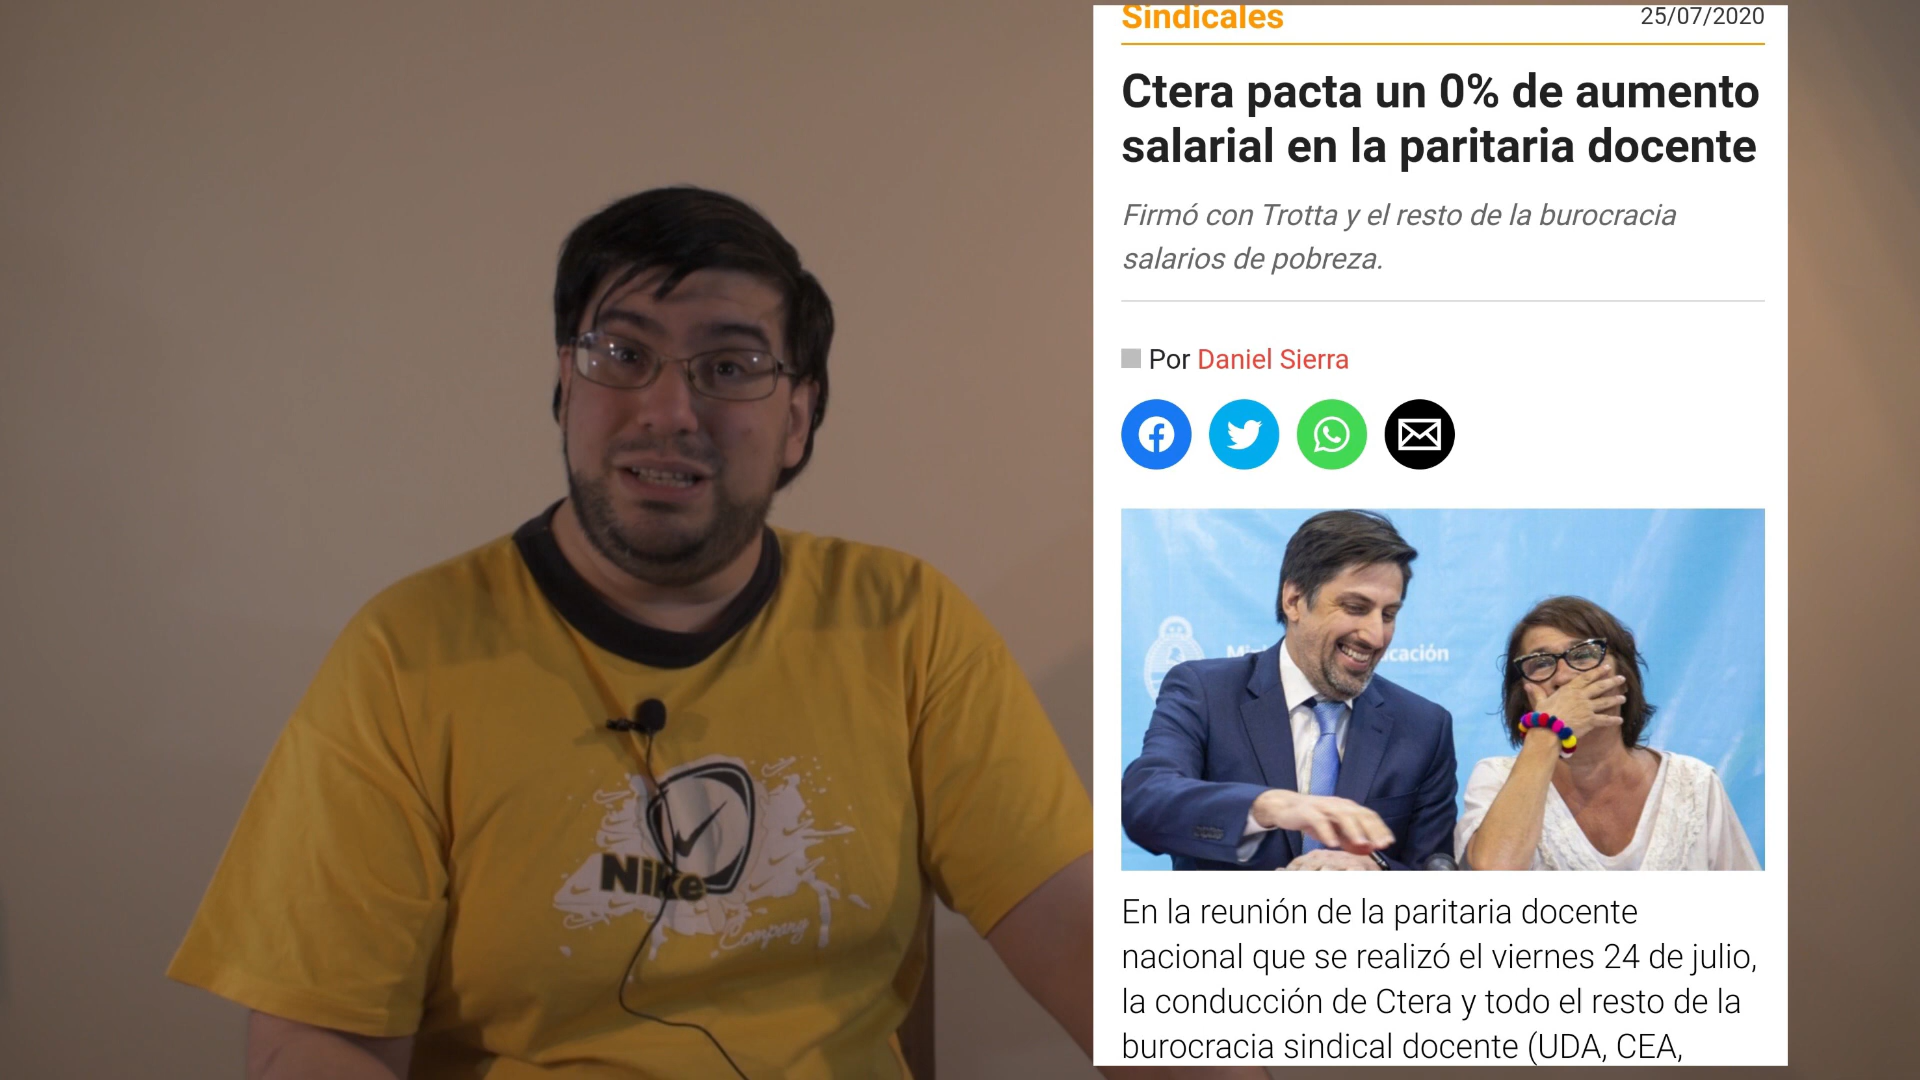 Sindicales
25/07/2020
Ctera pacta un 0% de aumento
salarial en la paritaria docente
Firmó con Trotta y el resto de la burocracia
salarios de pobreza.
Por Daniel Sierra
En la reunión de la paritaria docente
nacional que se realizó el viernes 24 de julio,
la conducción de Ctera y todo el resto de la
burocracia sindical docente (UDA, CEA,
Nike
Company